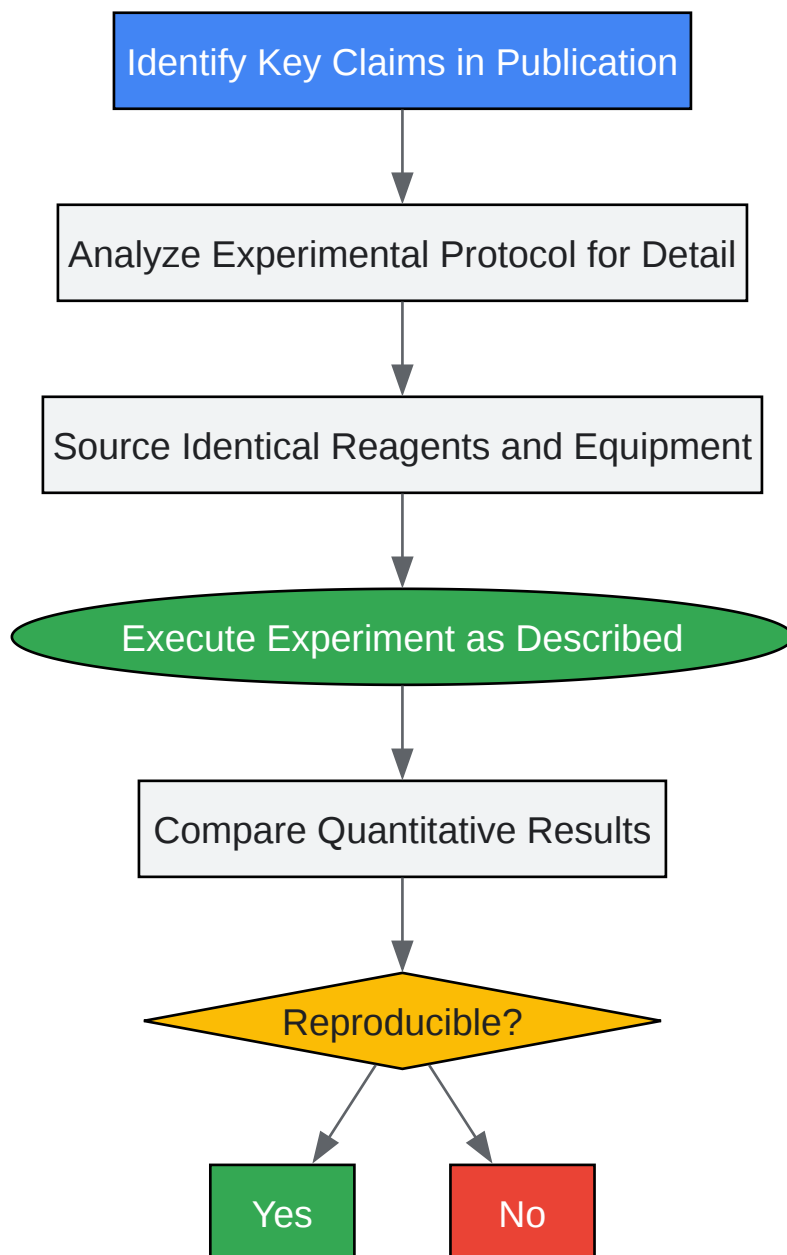 Identify Key Claims in Publication
Analyze Experimental Protocol for Detail
Source Identical Reagents and Equipment
Execute Experiment as Described
Compare Quantitative Results
Reproducible?
Yes
No